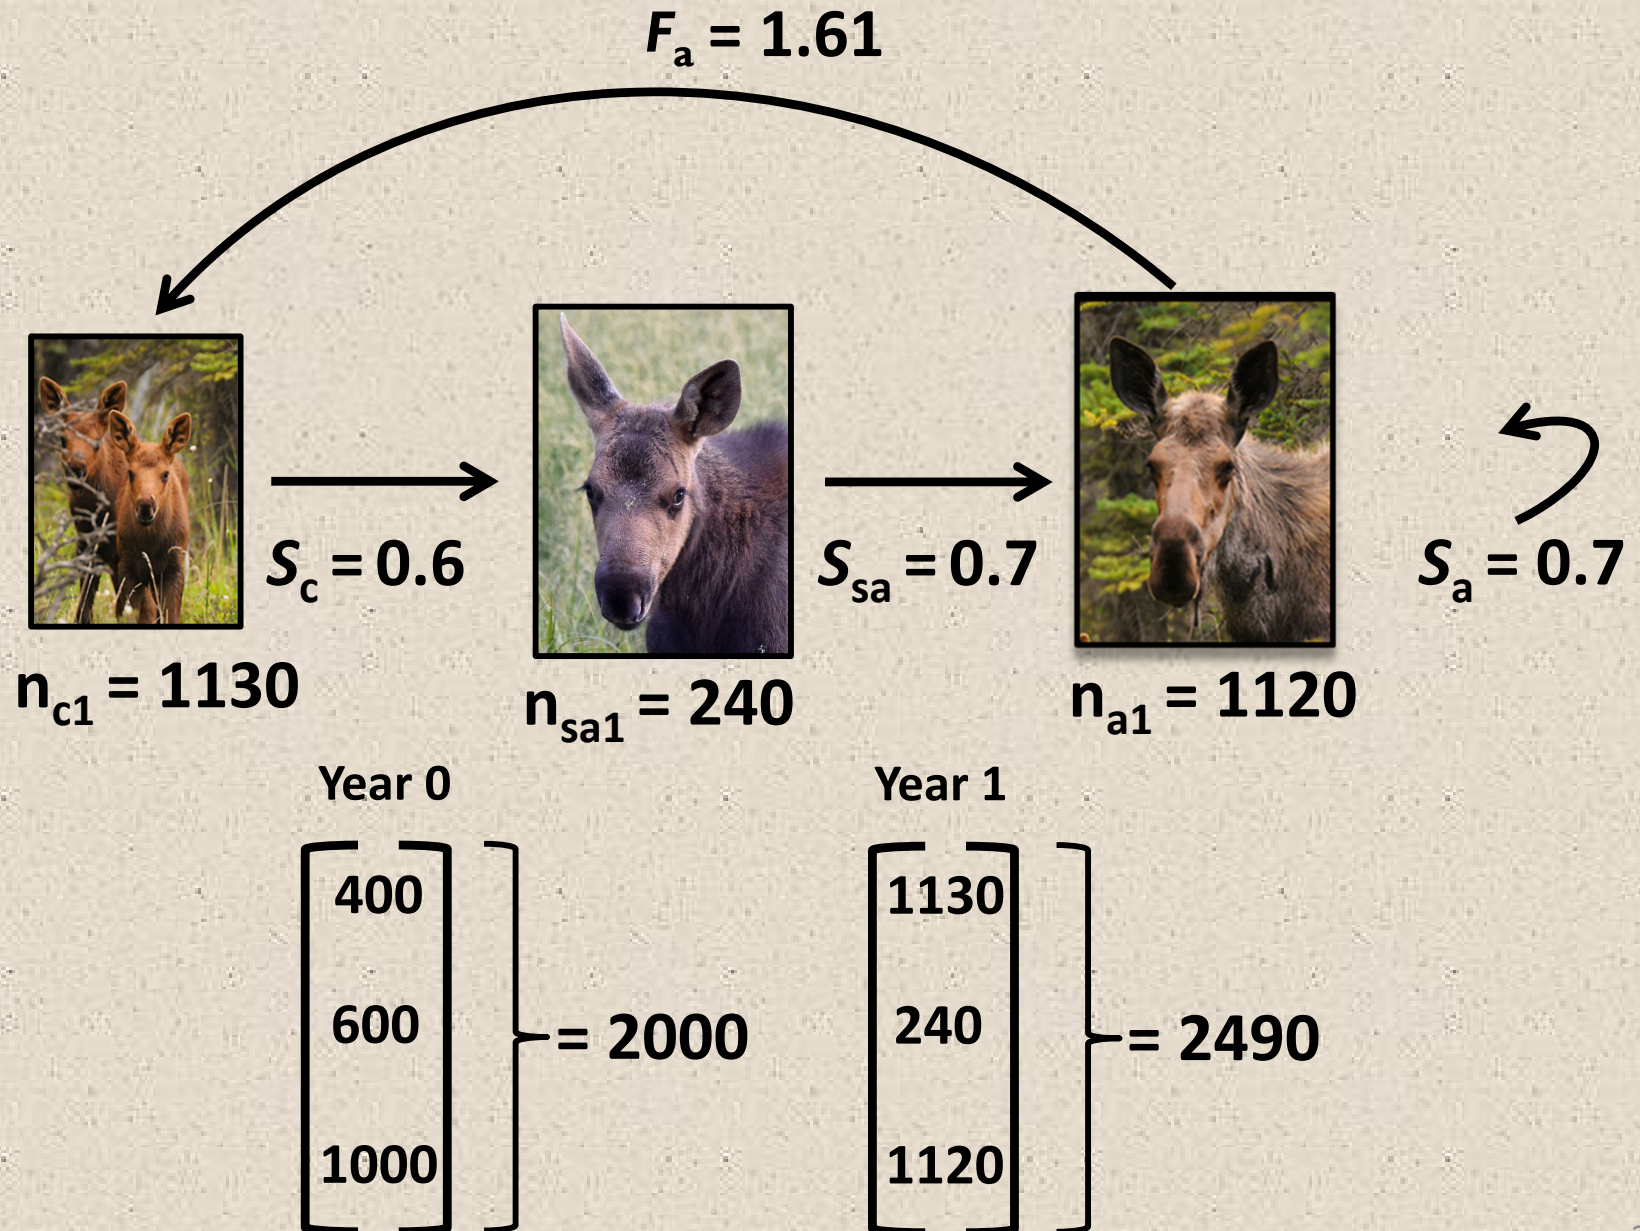 Fa = 1.61
Sc = 0.6
Ssa = 0.7
Sa = 0.7
nc1 = 1130
nsa1 = 240
na1 = 1120
Year 0
Year 1
400
1130
600
= 2000
240
= 2490
1000
1120